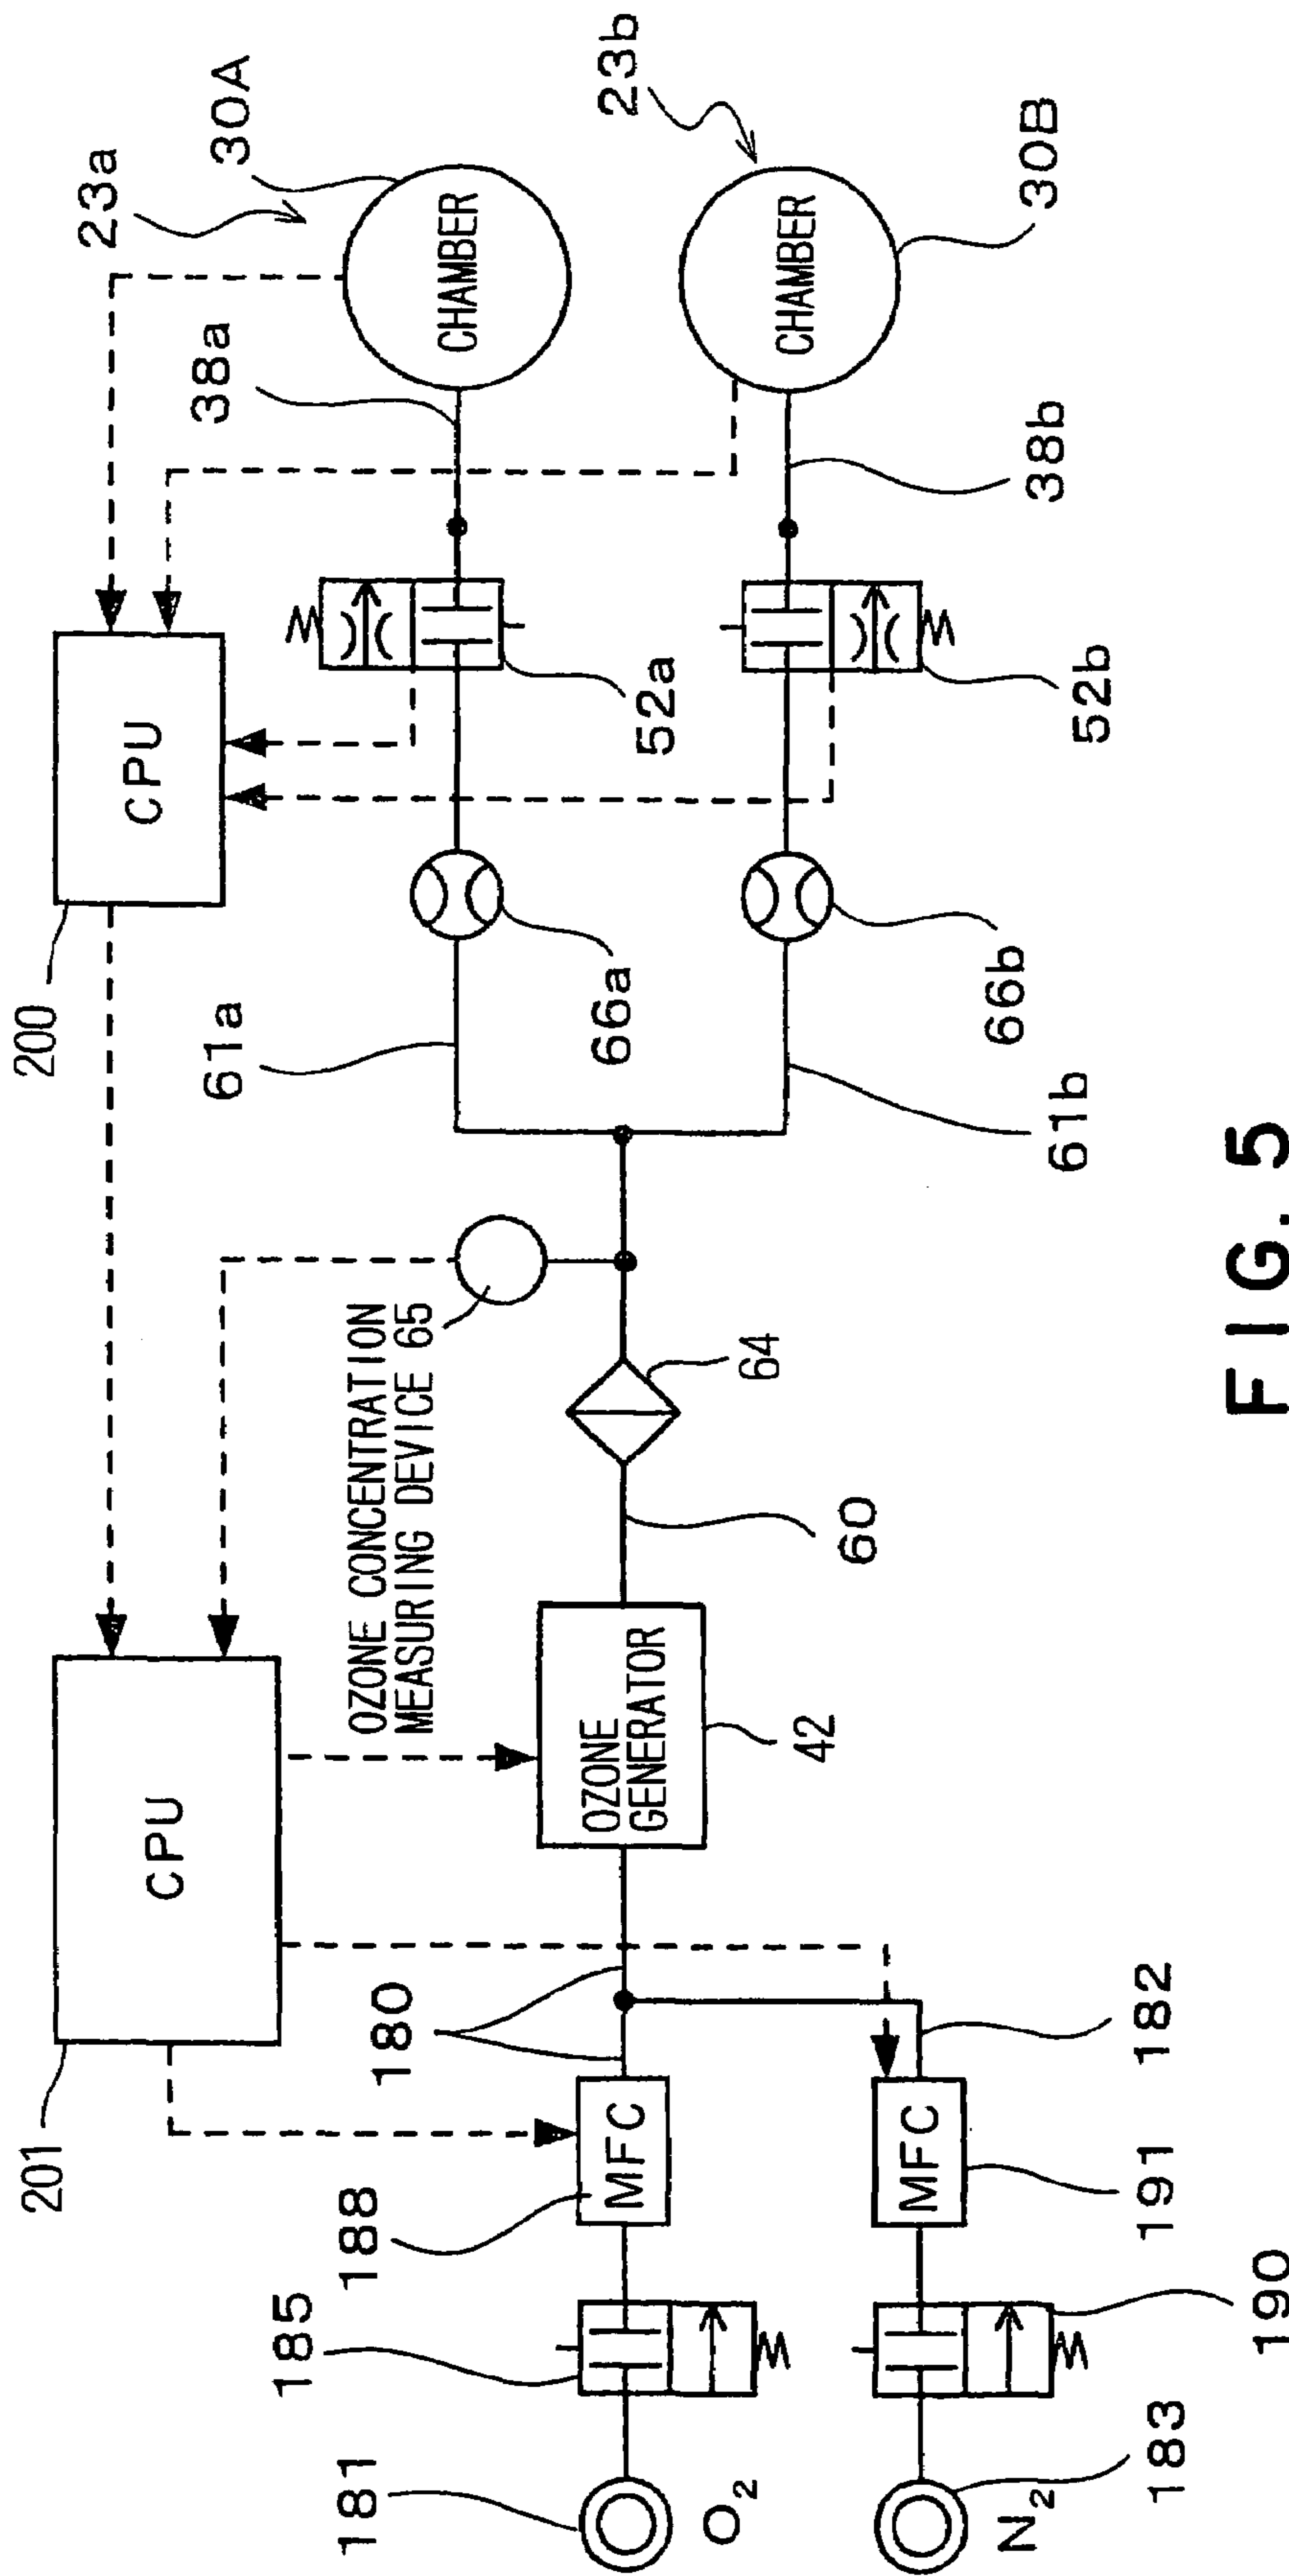 23a
30A
CHAMBER
38a
23b
CHAMBER
30B
38b
CPU
200
52a
52b
61a
66a
66b
61b
OZONE CONCENTRATION
MEASURING DEVICE 65
64
60
CPU
201
OZONE
GENERATOR
42
180
182
MFC
188
MFC
191
185
190
181
O₂
183
N₂
FIG. 5